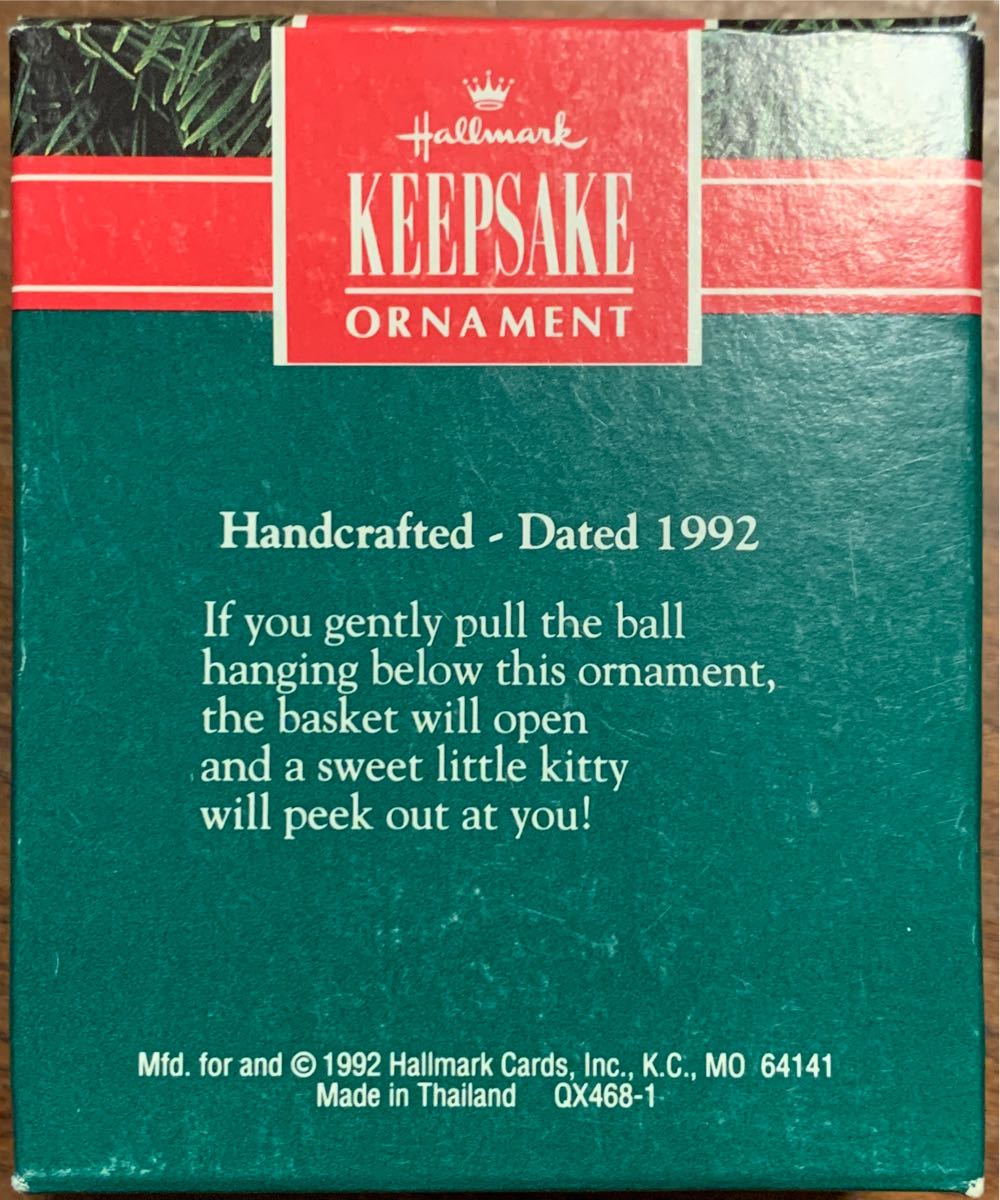 Hallmark
KEEPSAKE
ORNAMENT
Handcrafted - Dated 1992
If you gently pull the ball
hanging below this ornament,
the basket will open
and a sweet little kitty
will peek out at you!
Mfd. for and © 1992 Hallmark Cards, Inc., K.C., MO 64141
Made in Thailand QX468-1